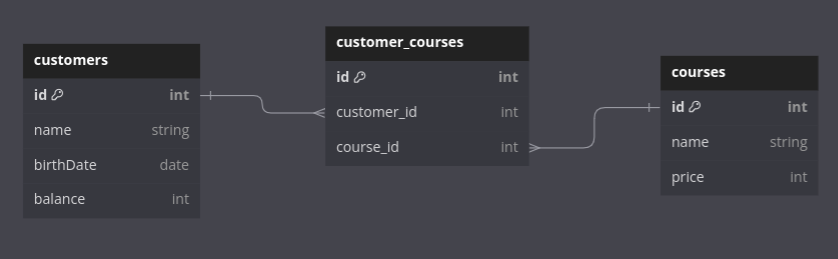 customers
id int
name string
birthDate date
balance int
customer_courses
id int
customer_id int
course_id int
courses
id int
name string
price int